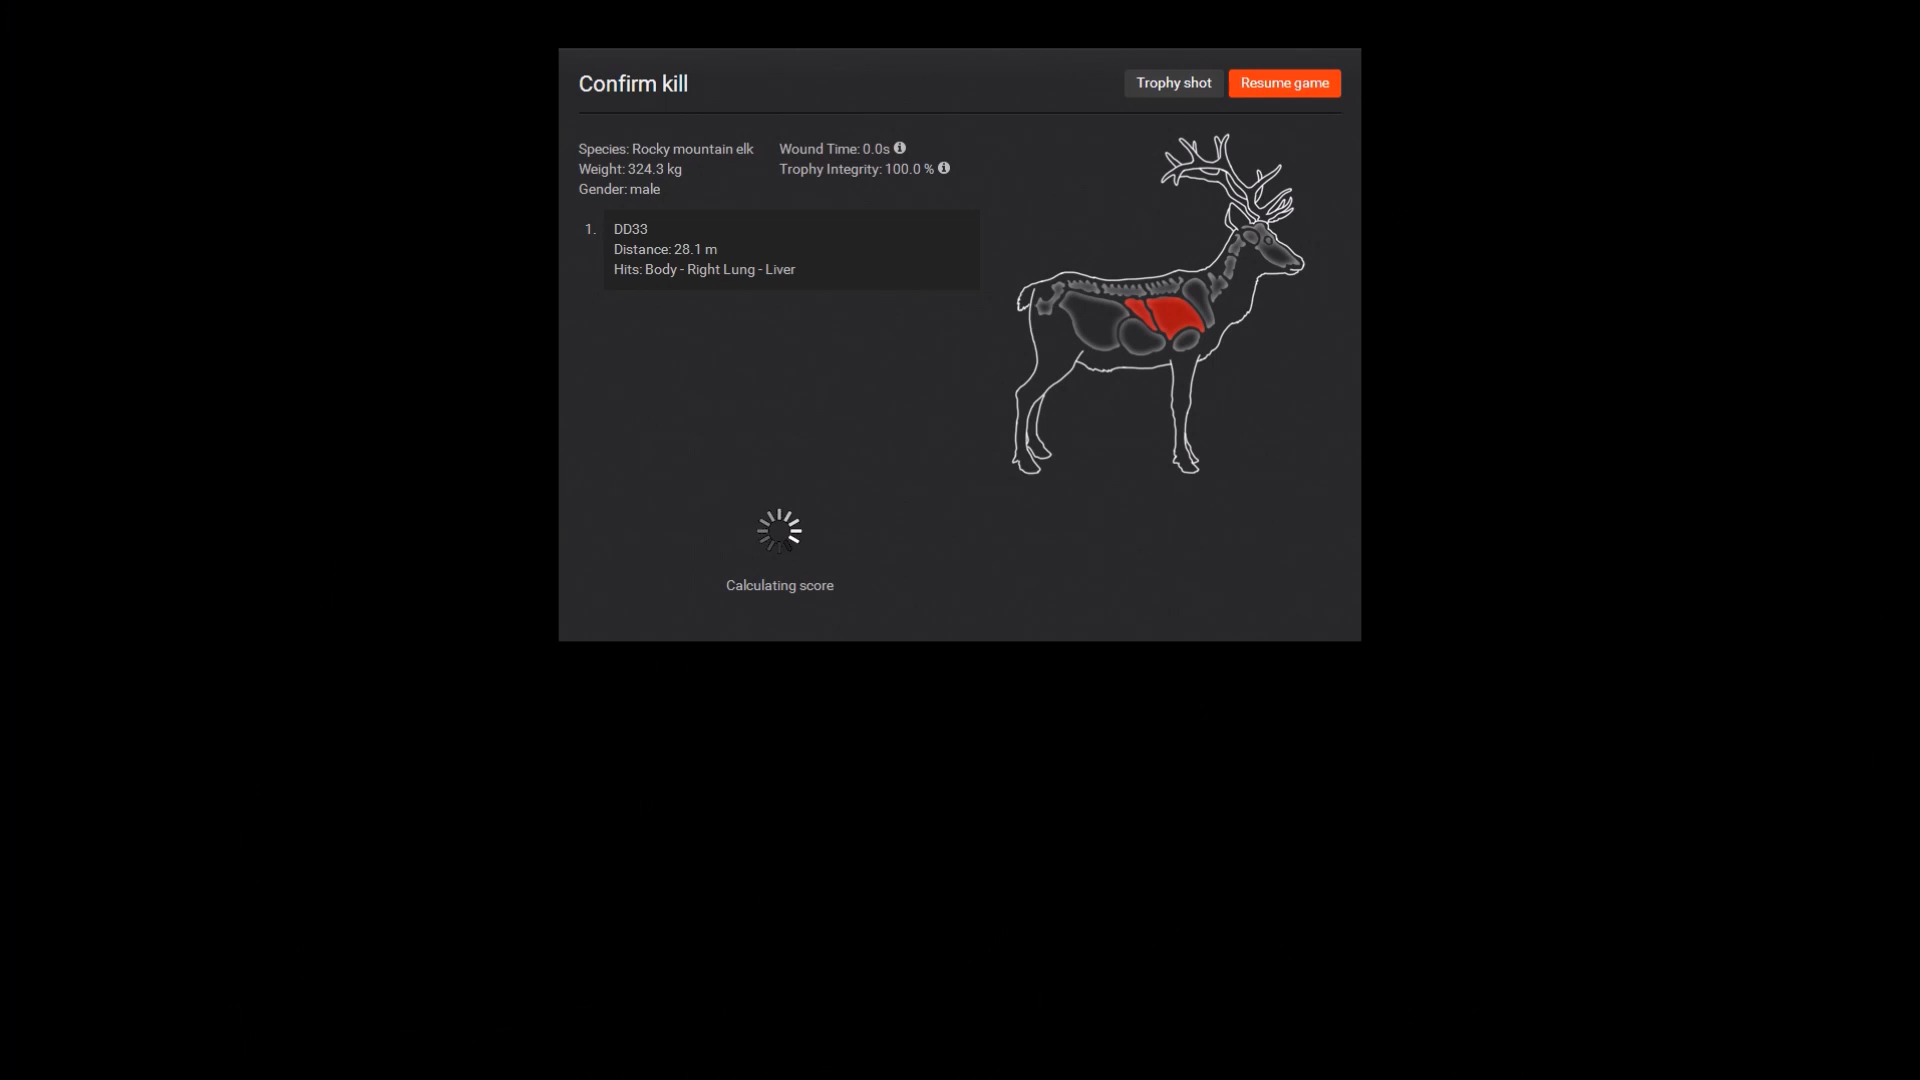 Confirm kill
Trophy shot
Resume game
Species: Rocky mountain elk
Weight: 324.3 kg
Gender: male
Wound Time: 0.0s
Trophy Integrity: 100.0 %
1.
DD33
Distance: 28.1 m
Hits: Body - Right Lung - Liver
Calculating score